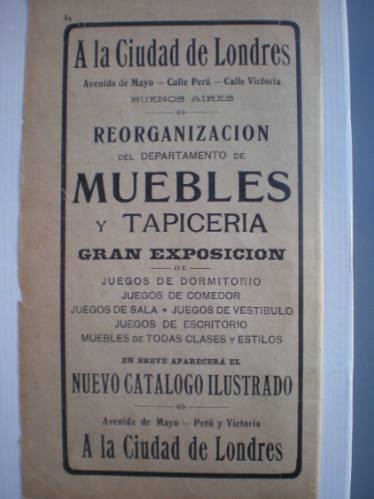 84
A la Ciudad de Londres
Avenida de Mayo — Calle Perú — Calle Victoria
BUENOS AIRES
REORGANIZACION
DEL DEPARTAMENTO DE
MUEBLES
Y TAPICERIA
GRAN EXPOSICION
DE
JUEGOS DE DORMITORIO
JUEGOS DE COMEDOR
JUEGOS DE SALA • JUEGOS DE VESTIBULO
JUEGOS DE ESCRITORIO
MUEBLES DE TODAS CLASES Y ESTILOS
EN BREVE APARECERÁ EL
NUEVO CATALOGO ILUSTRADO
Avenida de Mayo — Perú y Victoria
A la Ciudad de Londres